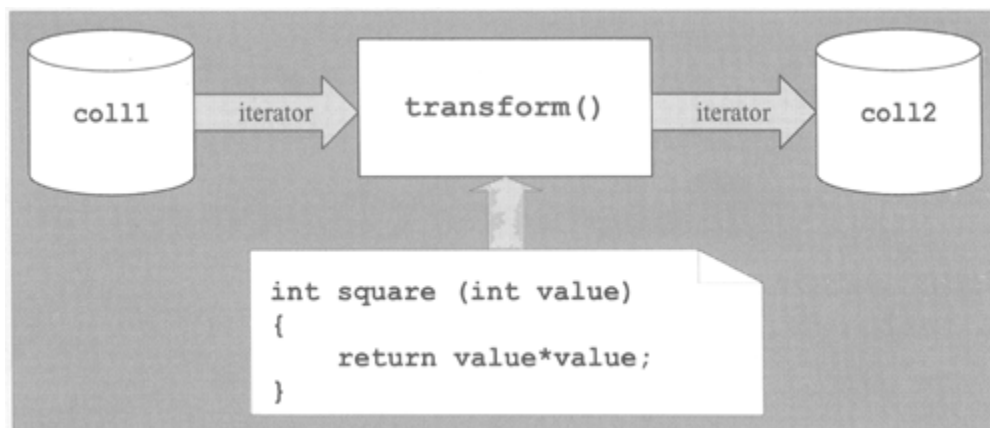 coll1
iterator
transform()
iterator
coll2
int square (int value)
{
    return value*value;
}